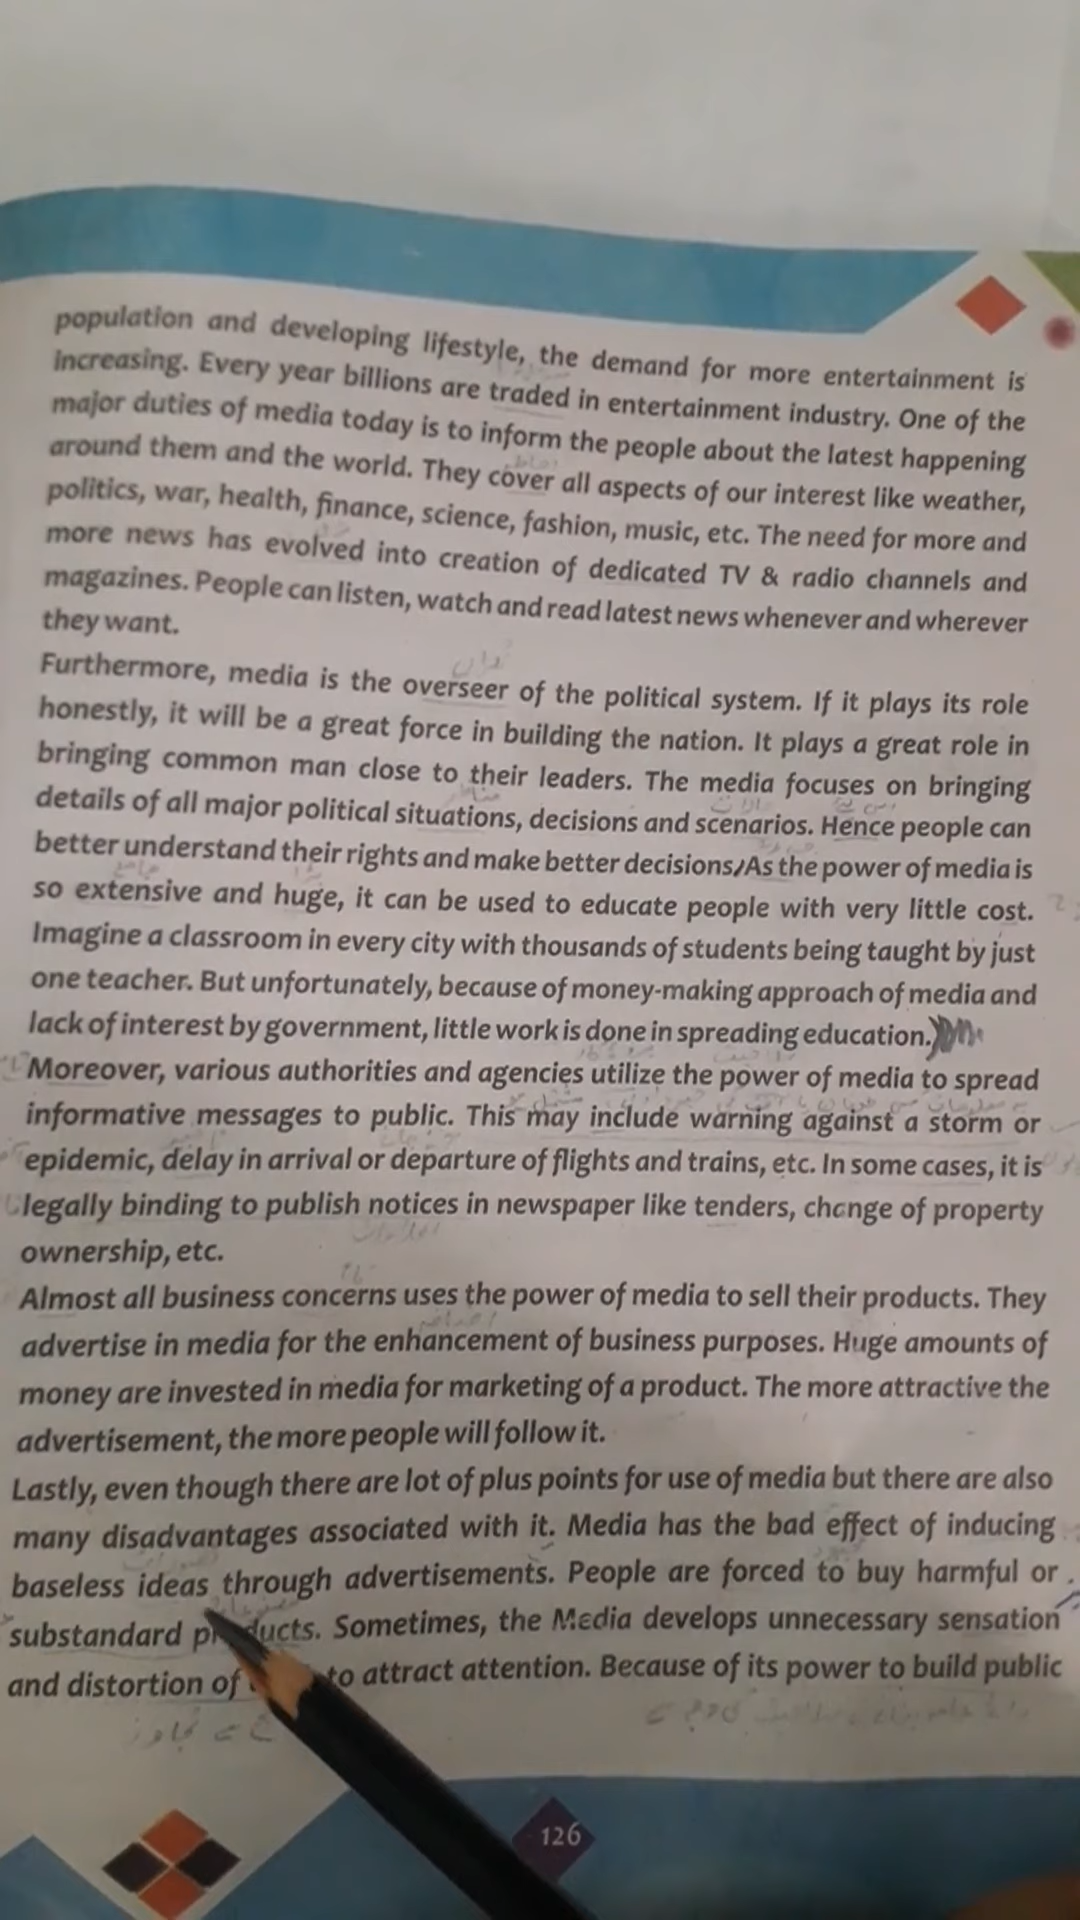 population and developing lifestyle, the demand for more entertainment is
increasing. Every year billions are traded in entertainment industry. One of the
major duties of media today is to inform the people about the latest happening
around them and the world. They cover all aspects of our interest like weather,
politics, war, health, finance, science, fashion, music, etc. The need for more and
more news has evolved into creation of dedicated TV & radio channels and
magazines. People can listen, watch and read latest news whenever and wherever
they want.
Furthermore, media is the overseer of the political system. If it plays its role
honestly, it will be a great force in building the nation. It plays a great role in
bringing common man close to their leaders. The media focuses on bringing
details of all major political situations, decisions and scenarios. Hence people can
better understand their rights and make better decisions/As the power of media is
so extensive and huge, it can be used to educate people with very little cost.
Imagine a classroom in every city with thousands of students being taught by just
one teacher. But unfortunately, because of money-making approach of media and
lack of interest by government, little work is done in spreading education.
Moreover, various authorities and agencies utilize the power of media to spread
informative messages to public. This may include warning against a storm or
epidemic, delay in arrival or departure of flights and trains, etc. In some cases, it is
legally binding to publish notices in newspaper like tenders, change of property
ownership, etc.
Almost all business concerns uses the power of media to sell their products. They
advertise in media for the enhancement of business purposes. Huge amounts of
money are invested in media for marketing of a product. The more attractive the
advertisement, the more people will follow it.
Lastly, even though there are lot of plus points for use of media but there are also
many disadvantages associated with it. Media has the bad effect of inducing
baseless ideas through advertisements. People are forced to buy harmful or
substandard products. Sometimes, the Media develops unnecessary sensation
and distortion of to attract attention. Because of its power to build public
126